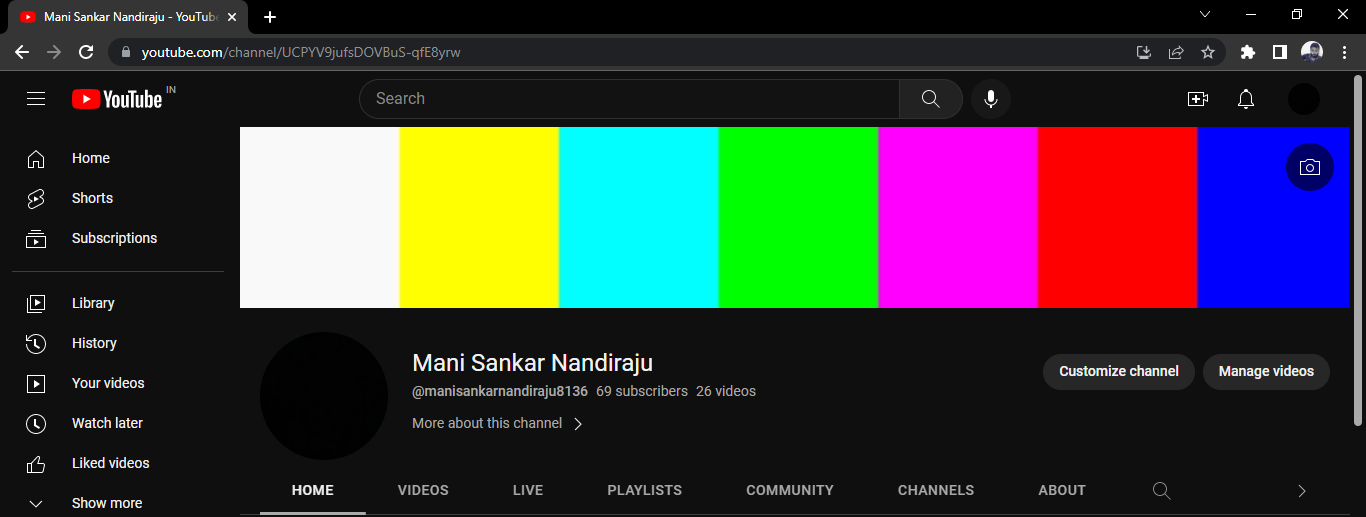 Mani Sankar Nandiraju - YouTube
youtube.com/channel/UCPYV9jufsDOVBuS-qfE8yrw
YouTube IN
Search
Home
Shorts
Subscriptions
Library
History
Your videos
Watch later
Liked videos
Show more
Mani Sankar Nandiraju
@manisankarnandiraju8136 69 subscribers 26 videos
More about this channel
Customize channel Manage videos
HOME VIDEOS LIVE PLAYLISTS COMMUNITY CHANNELS ABOUT